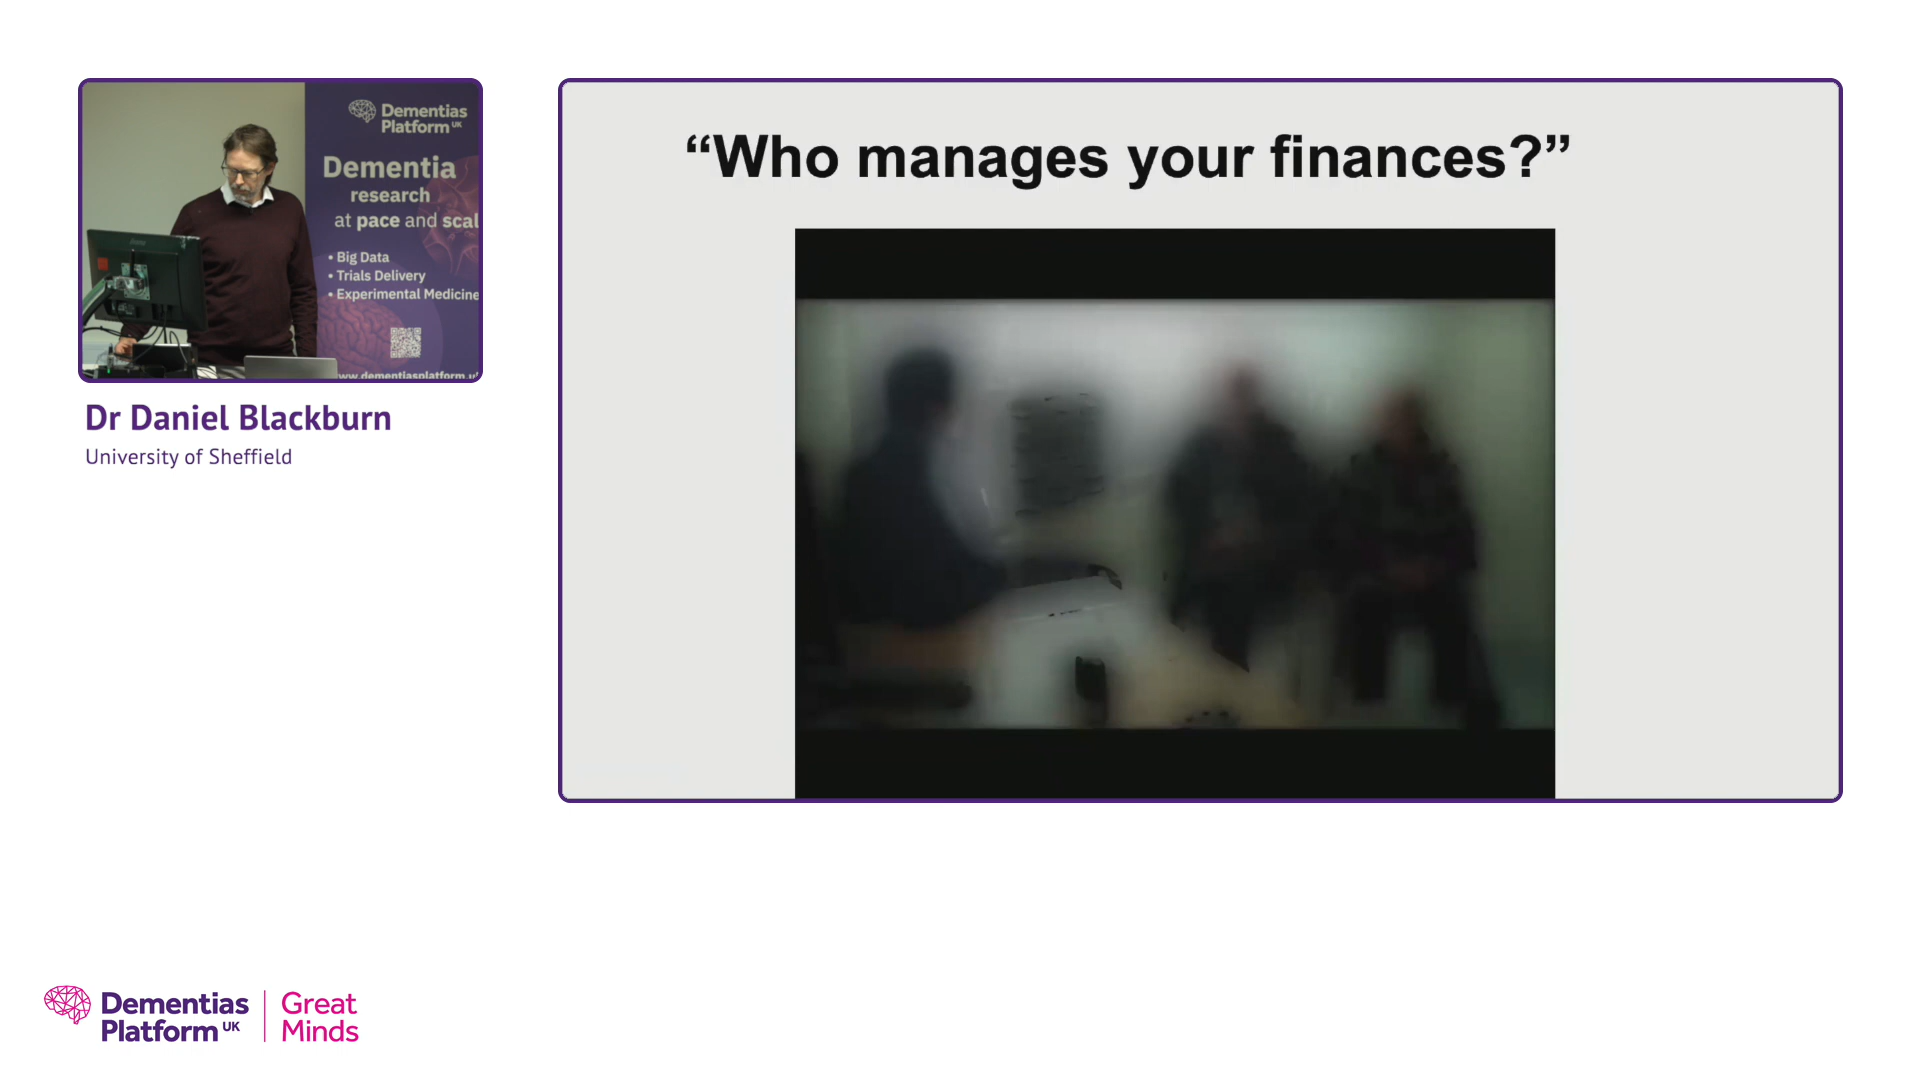 Dementias
Platform UK
Dementia
research
at pace and scal
• Big Data
• Trials Delivery
• Experimental Medicine
www.dementiasplatform.u
Dr Daniel Blackburn
University of Sheffield
“Who manages your finances?”
Dementias
Platform UK
Great
Minds